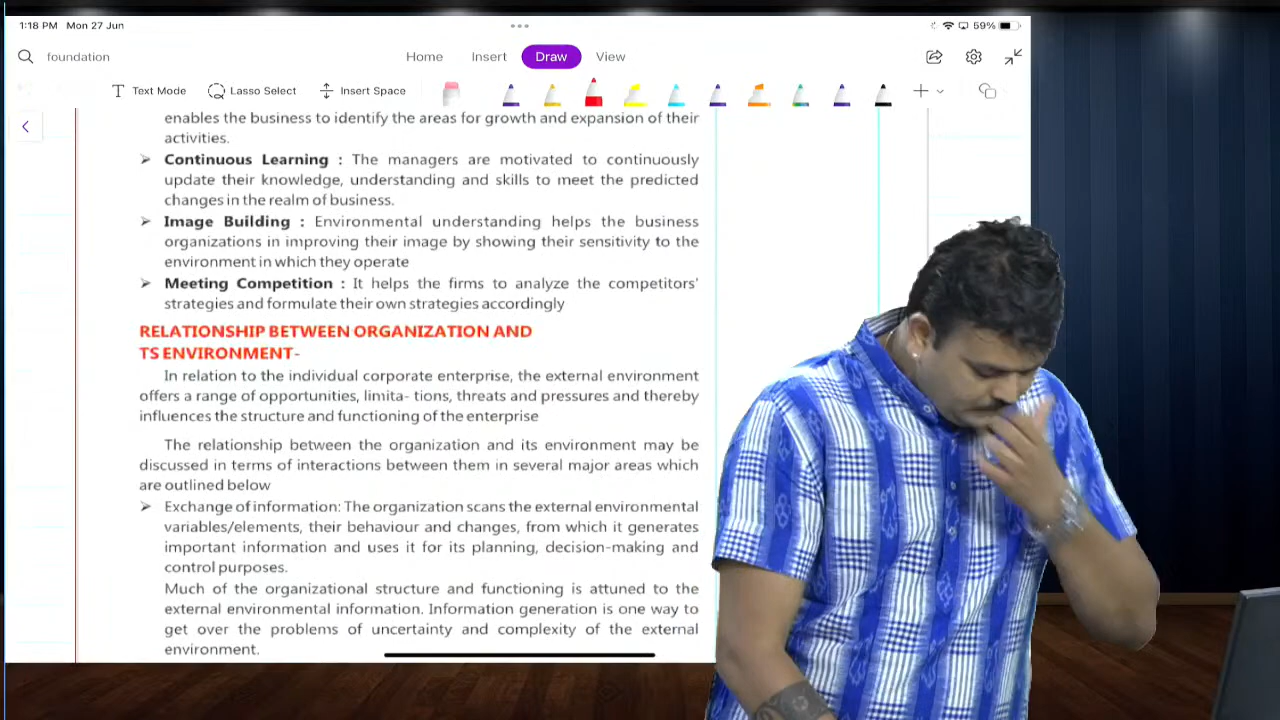 1:18 PM Mon 27 Jun
59%
foundation
Home Insert Draw View
Text Mode Lasso Select Insert Space
enables the business to identify the areas for growth and expansion of their
activities.
➢ Continuous Learning : The managers are motivated to continuously
update their knowledge, understanding and skills to meet the predicted
changes in the realm of business.
➢ Image Building : Environmental understanding helps the business
organizations in improving their image by showing their sensitivity to the
environment in which they operate
➢ Meeting Competition : It helps the firms to analyze the competitors’
strategies and formulate their own strategies accordingly
RELATIONSHIP BETWEEN ORGANIZATION AND
TS ENVIRONMENT-
In relation to the individual corporate enterprise, the external environment
offers a range of opportunities, limita- tions, threats and pressures and thereby
influences the structure and functioning of the enterprise
The relationship between the organization and its environment may be
discussed in terms of interactions between them in several major areas which
are outlined below
➢ Exchange of information: The organization scans the external environmental
variables/elements, their behaviour and changes, from which it generates
important information and uses it for its planning, decision-making and
control purposes.
Much of the organizational structure and functioning is attuned to the
external environmental information. Information generation is one way to
get over the problems of uncertainty and complexity of the external
environment.